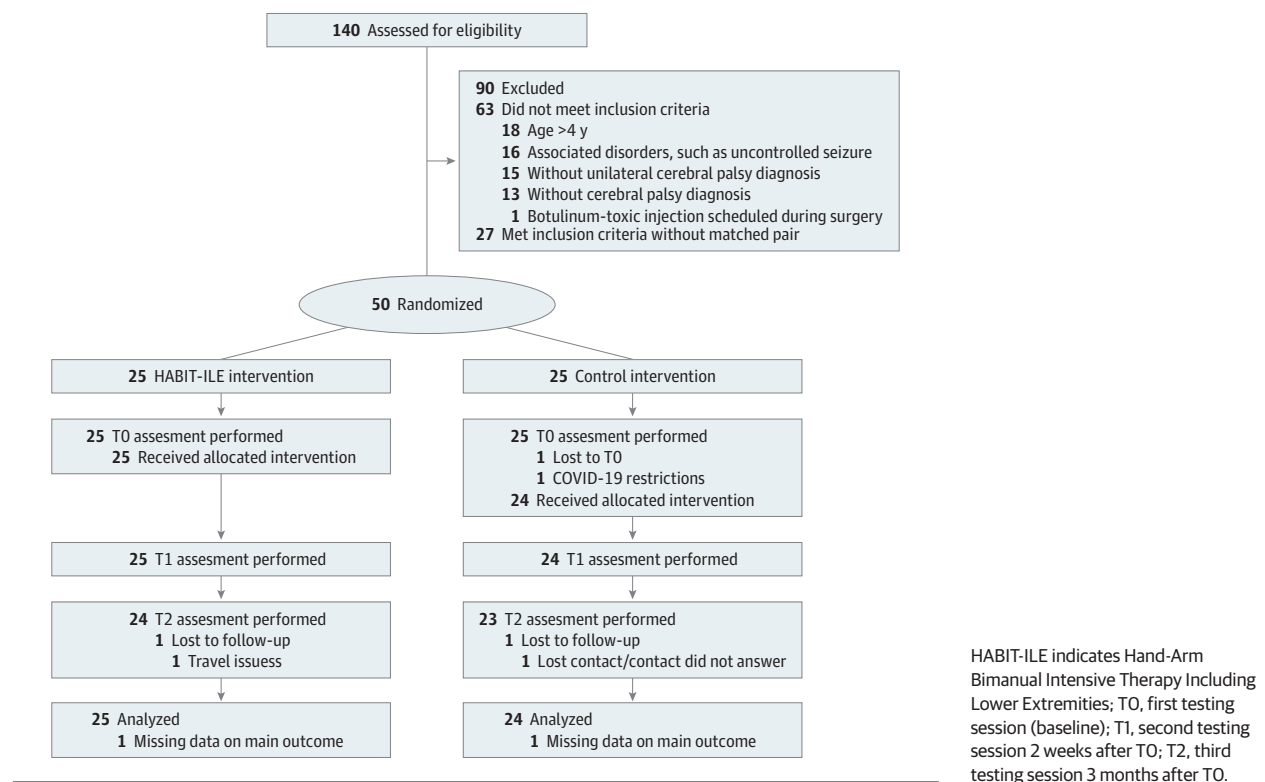 140 Assessed for eligibility
90 Excluded
63 Did not meet inclusion criteria
18 Age >4 y
16 Associated disorders, such as uncontrolled seizure
15 Without unilateral cerebral palsy diagnosis
13 Without cerebral palsy diagnosis
1 Botulinum-toxic injection scheduled during surgery
27 Met inclusion criteria without matched pair
50 Randomized
25 HABIT-ILE intervention
25 T0 assesment performed
25 Received allocated intervention
25 T1 assesment performed
24 T2 assesment performed
1 Lost to follow-up
1 Travel issuess
25 Analyzed
1 Missing data on main outcome
25 Control intervention
25 T0 assesment performed
1 Lost to T0
1 COVID-19 restrictions
24 Received allocated intervention
24 T1 assesment performed
23 T2 assesment performed
1 Lost to follow-up
1 Lost contact/contact did not answer
24 Analyzed
1 Missing data on main outcome
HABIT-ILE indicates Hand-Arm
Bimanual Intensive Therapy Including
Lower Extremities; T0, first testing
session (baseline); T1, second testing
session 2 weeks after T0; T2, third
testing session 3 months after T0.